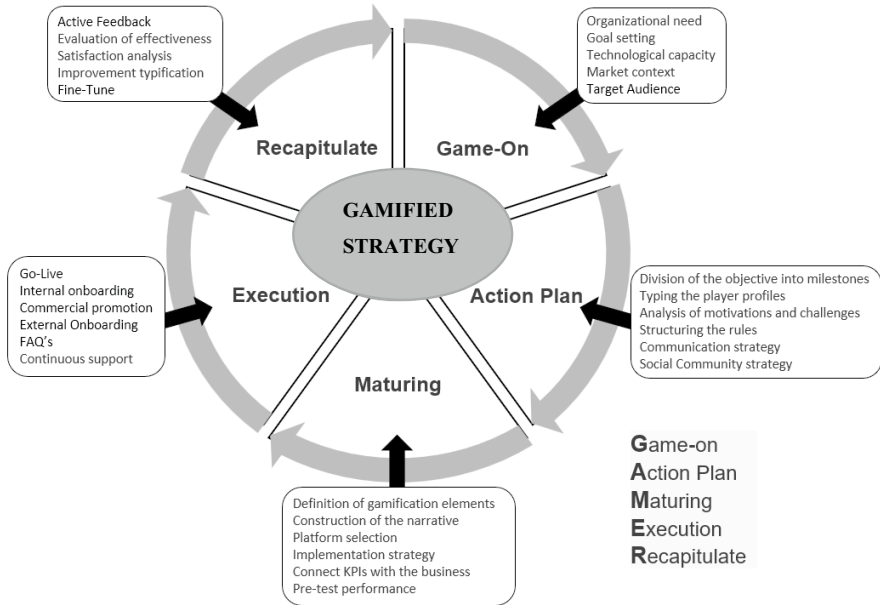 Active Feedback
Evaluation of effectiveness
Satisfaction analysis
Improvement typification
Fine-Tune
Organizational need
Goal setting
Technological capacity
Market context
Target Audience
Recapitulate
Game-On
GAMIFIED
STRATEGY
Go-Live
Internal onboarding
Commercial promotion
External Onboarding
FAQ's
Continuous support
Execution
Action Plan
Division of the objective into milestones
Typing the player profiles
Analysis of motivations and challenges
Structuring the rules
Communication strategy
Social Community strategy
Maturing
Definition of gamification elements
Construction of the narrative
Platform selection
Implementation strategy
Connect KPIs with the business
Pre-test performance
Game-on
Action Plan
Maturing
Execution
Recapitulate